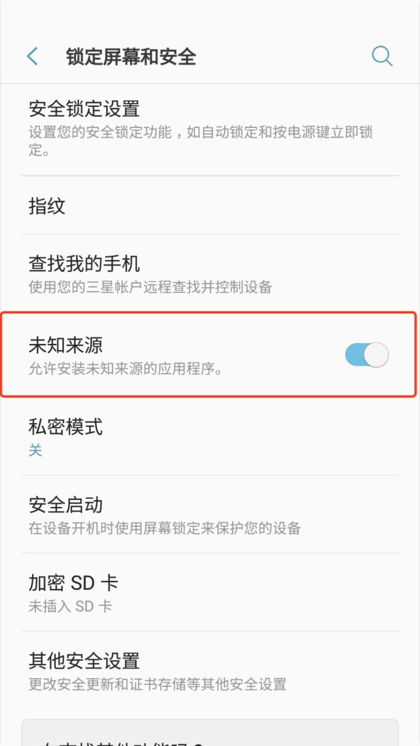 锁定屏幕和安全
安全锁定设置
设置您的安全锁定功能，如自动锁定和按电源键立即锁
定。
指纹
查找我的手机
使用您的三星帐户远程查找并控制设备
未知来源
允许安装未知来源的应用程序。
私密模式
关
安全启动
在设备开机时使用屏幕锁定来保护您的设备
加密 SD 卡
未插入 SD 卡
其他安全设置
更改安全更新和证书存储等其他安全设置